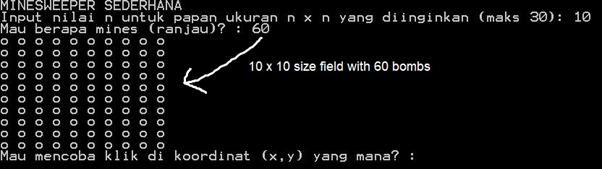 MINESWEEPER SEDERHANA
Input nilai n untuk papan ukuran n x n yang diinginkan (maks 30): 10
Mau berapa mines (ranjau)? : 60
o o o o o o o o o o
o o o o o o o o o o
o o o o o o o o o o
o o o o o o o o o o
o o o o o o o o o o
o o o o o o o o o o
o o o o o o o o o o
o o o o o o o o o o
o o o o o o o o o o
o o o o o o o o o o
10 x 10 size field with 60 bombs
Mau mencoba klik di koordinat (x,y) yang mana? :